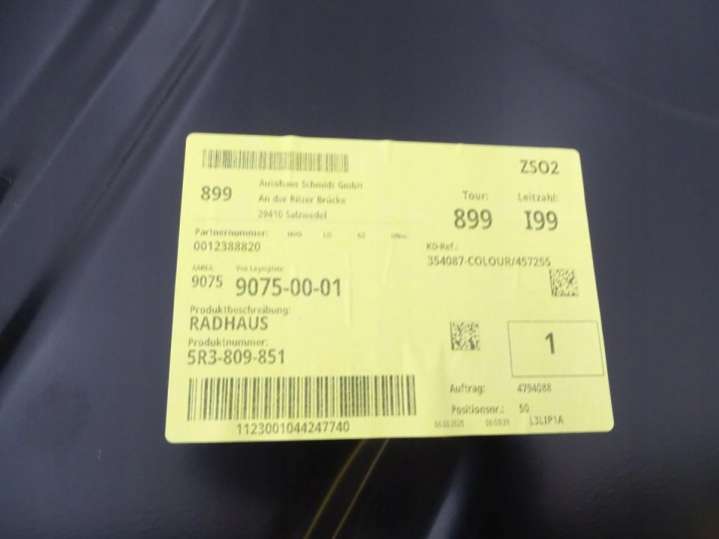 ZSO2
899
Autohaus Schmidt GmbH
An der Ritzer Brücke
29410 Salzwedel
Tour: Leitzahl:
899 I99
Partnernummer:
0012388820
KD-Ref.:
354087-COLOUR/457255
9075 9075-00-01
Produktbeschreibung:
RADHAUS
Produktnummer:
5R3-809-851
1
Auftrag: 4794088
Positionsnr.: 50
L3LIP1A
1123001044247740